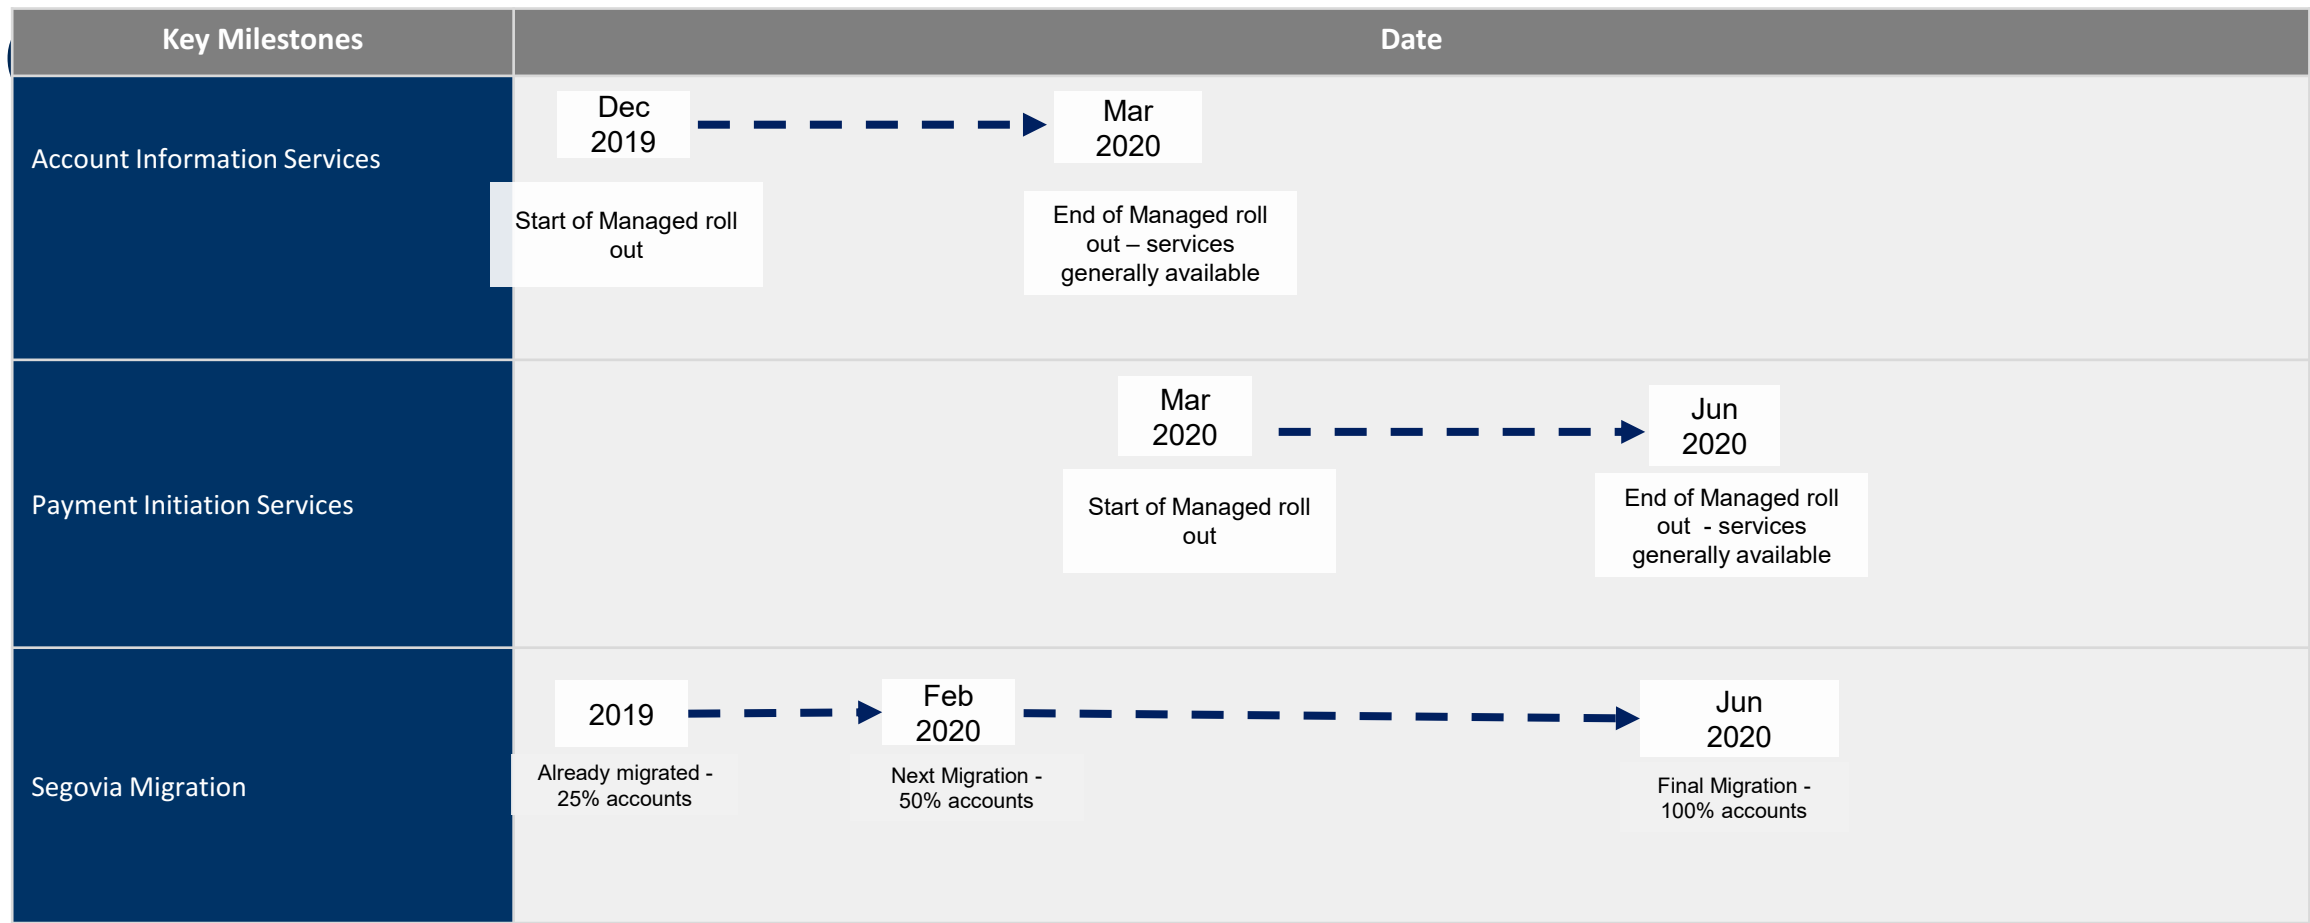 Key Milestones
Date
Account Information Services
Dec
2019
Mar
2020
Start of Managed roll
out
End of Managed roll
out – services
generally available
Payment Initiation Services
Mar
2020
Jun
2020
Start of Managed roll
out
End of Managed roll
out  - services
generally available
Segovia Migration
2019
Feb
2020
Jun
2020
Already migrated -
25% accounts
Next Migration -
50% accounts
Final Migration -
100% accounts